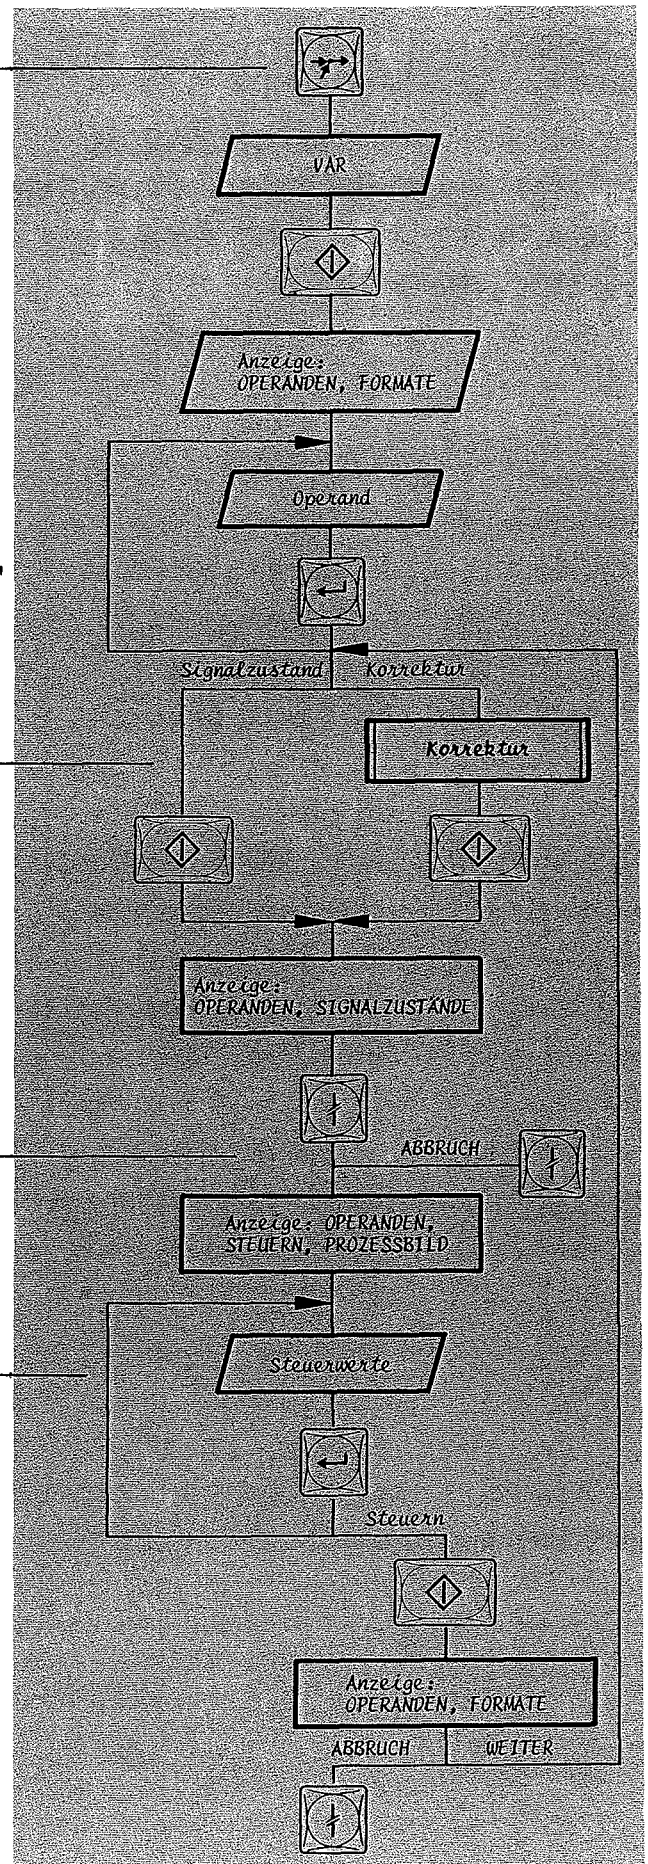 VAR
Anzeige:
OPERANDEN, FORMATE
Operand
Signalzustand
Korrektur
Korrektur
Anzeige:
OPERANDEN, SIGNALZUSTÄNDE
ABBRUCH
Anzeige: OPERANDEN,
STEUERN, PROZESSBILD
Steuerwerte
Steuern
Anzeige:
OPERANDEN, FORMATE
ABBRUCH
WEITER